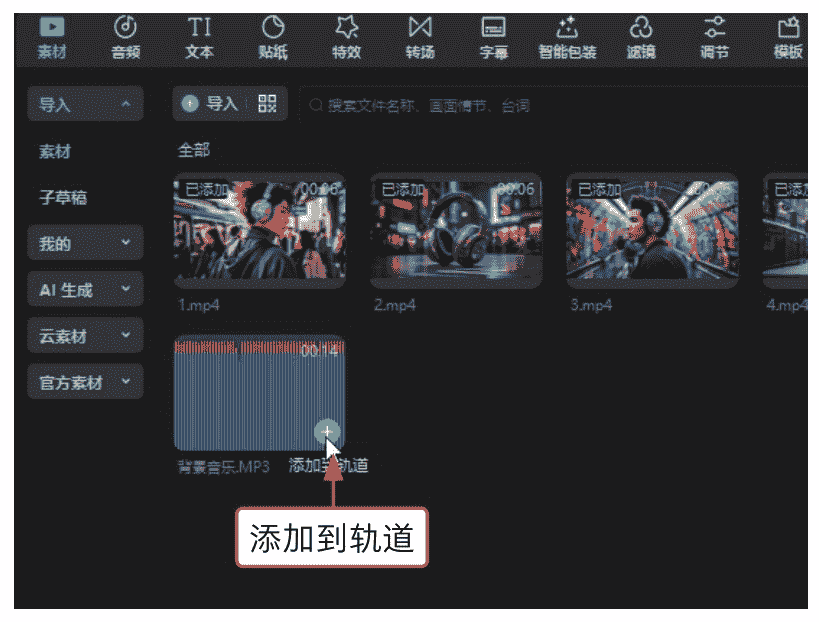 素材 音频 文本 贴纸 特效 转场 字幕 智能包装 滤镜 调节 模板
导入 导入 搜索文件名称、画面情节、台词
素材 全部
子草稿
我的
AI 生成
云素材
官方素材
已添加 00:06 已添加 00:06 已添加 已添
1.mp4 2.mp4 3.mp4 4.mp4
00:14
背景音乐.MP3 添加到轨道
添加到轨道